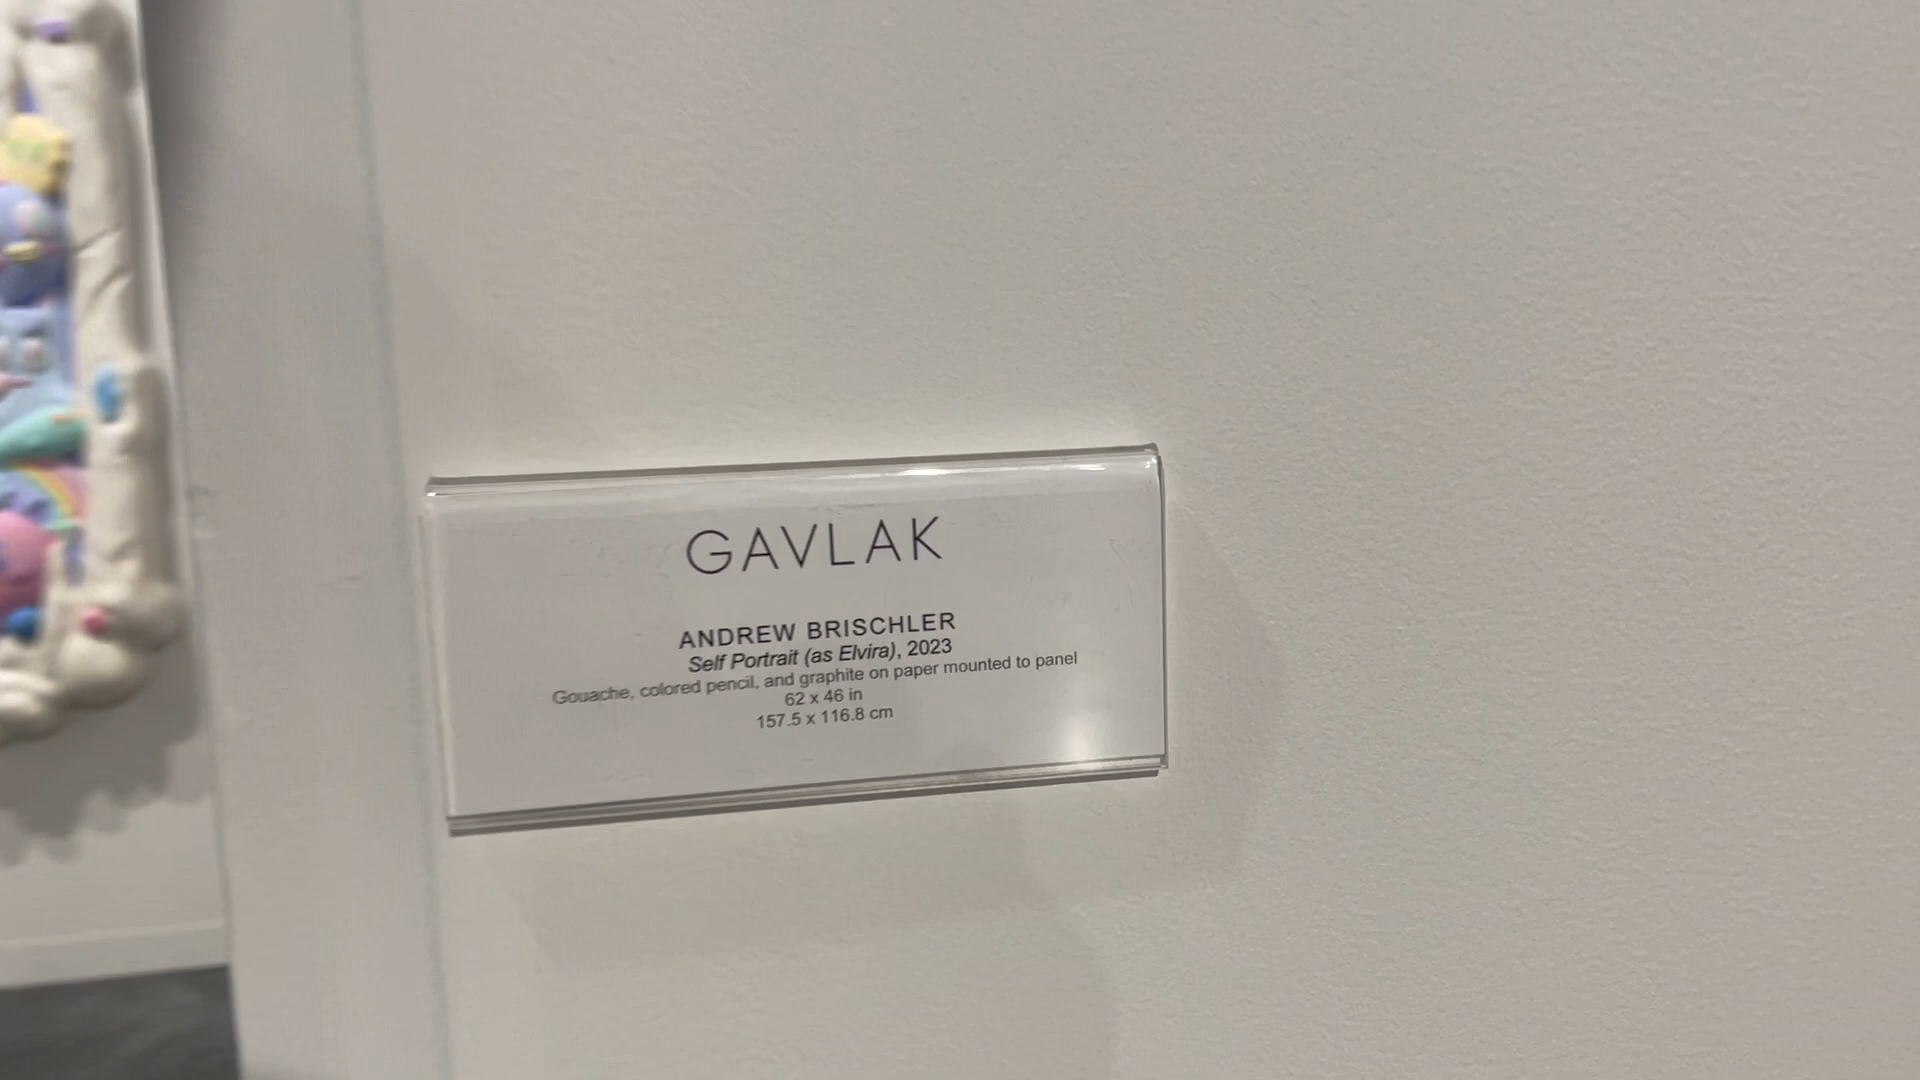 GAVLAK
ANDREW BRISCHLER
Self Portrait (as Elvira), 2023
Gouache, colored pencil, and graphite on paper mounted to panel
62 x 46 in
157.5 x 116.8 cm